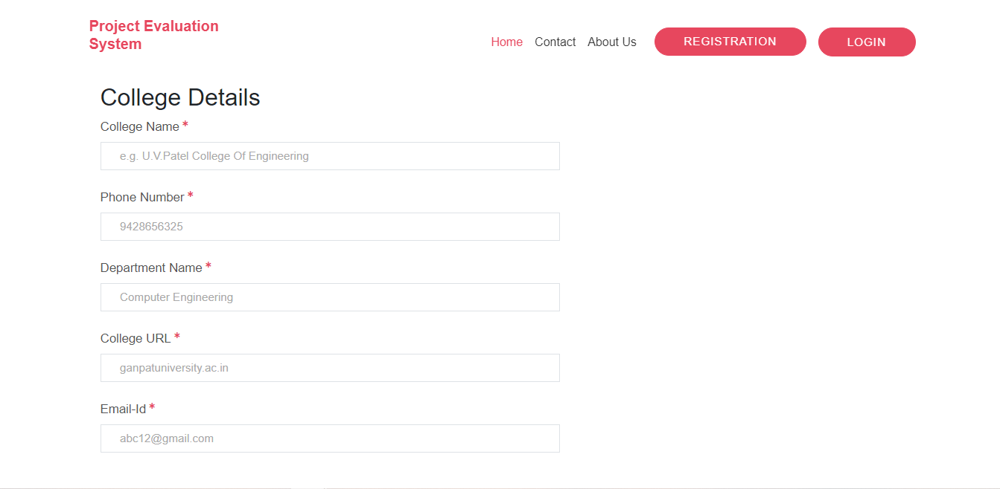 Project Evaluation
System
Home Contact About Us REGISTRATION LOGIN
College Details
College Name *
e.g. U.V.Patel College Of Engineering
Phone Number *
9428656325
Department Name *
Computer Engineering
College URL *
ganpatuniversity.ac.in
Email-Id *
abc12@gmail.com